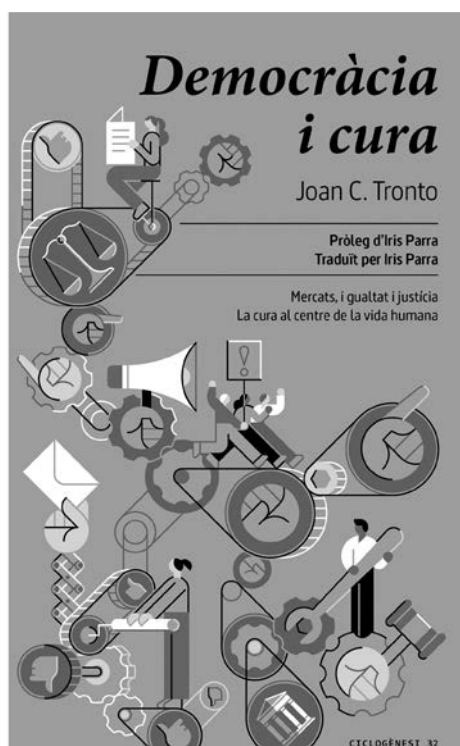 Democràcia
i cura
Joan C. Tronto
Pròleg d'Iris Parra
Traduït per Iris Parra
Mercats, i gualtat i justícia
La cura al centre de la vida humana
!
CICLOGÈNESI 32